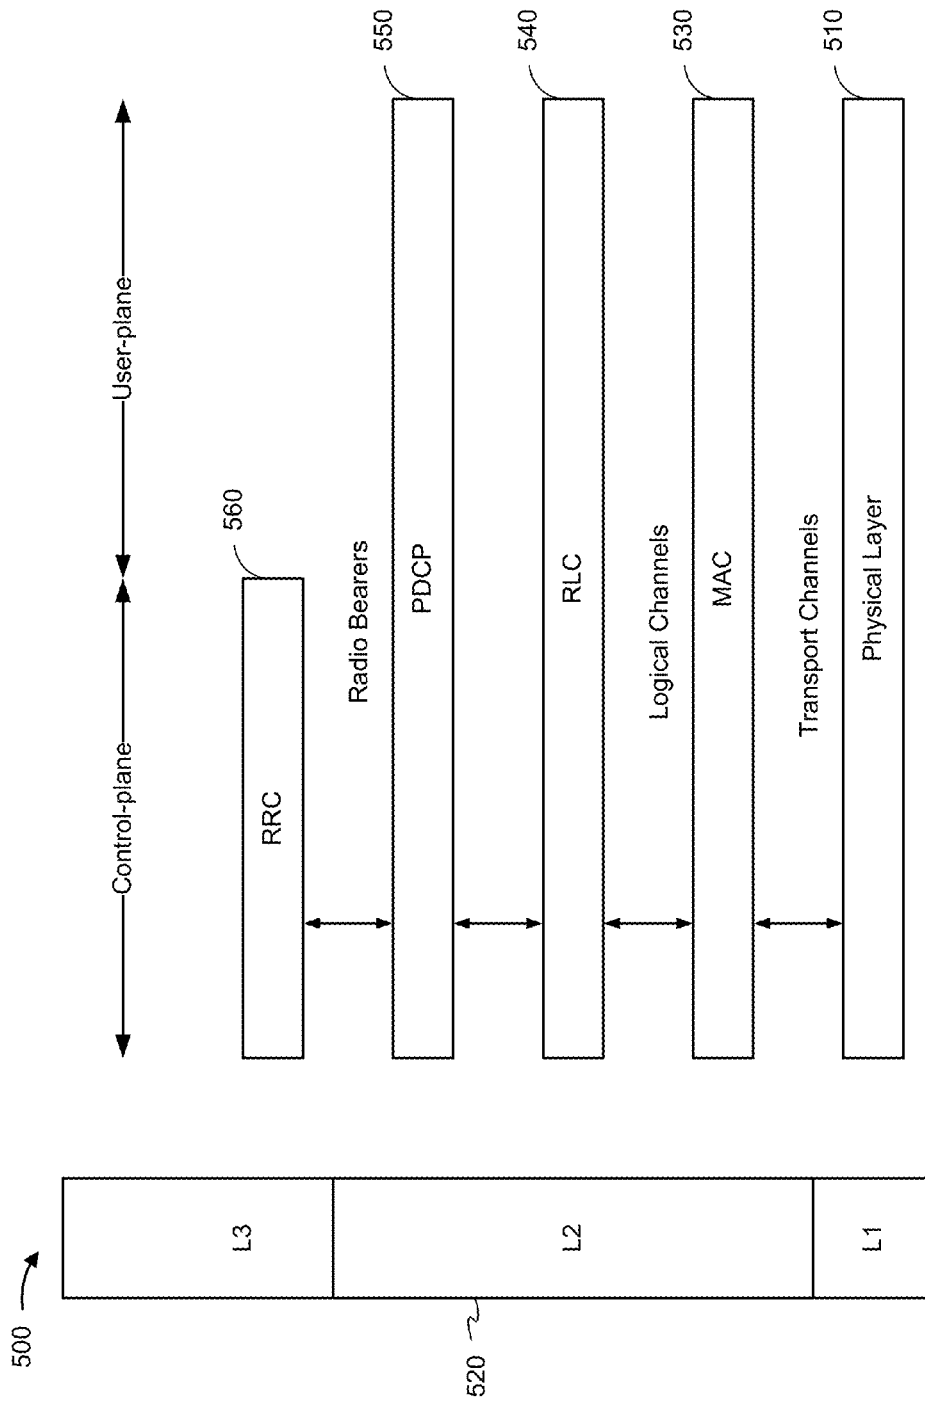 500
Control-plane
User-plane
L3
RRC
560
Radio Bearers
520
L2
PDCP
550
RLC
540
Logical Channels
MAC
530
Transport Channels
L1
Physical Layer
510